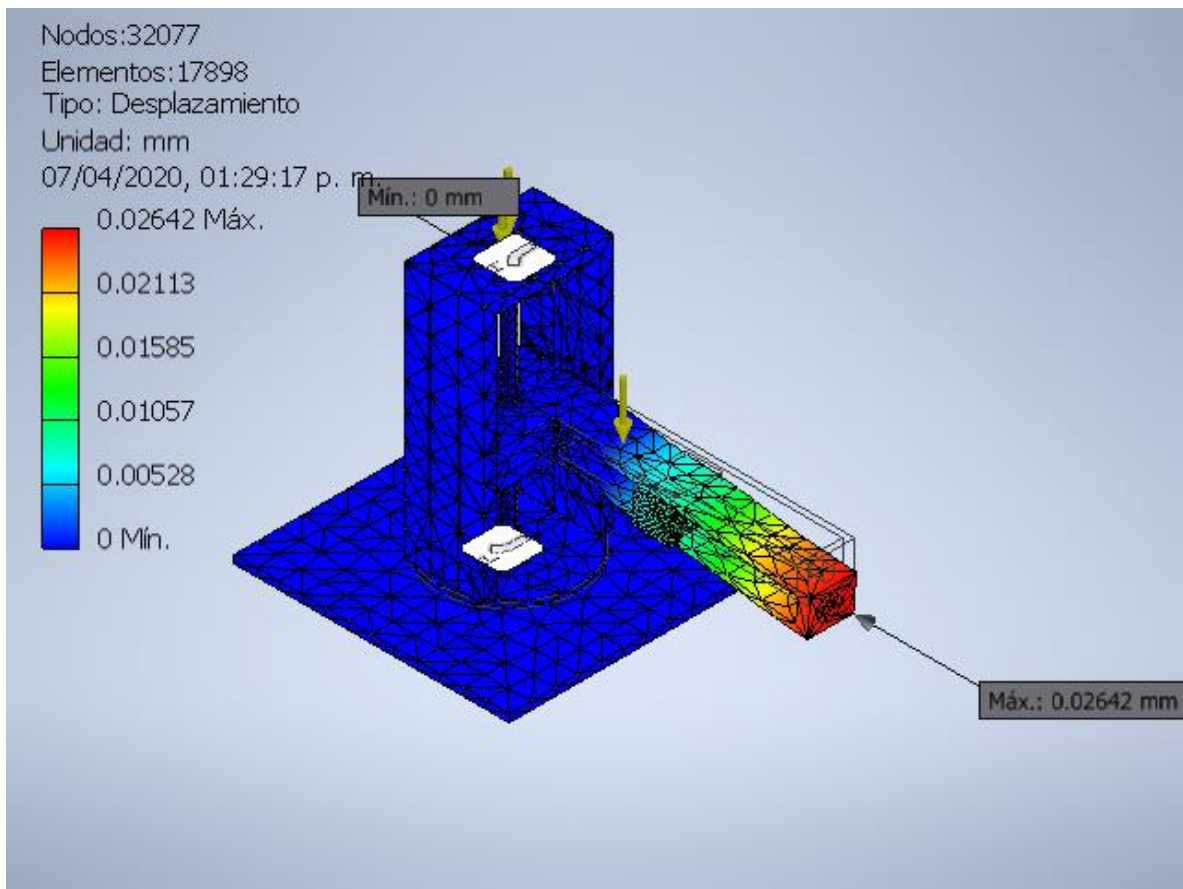 Nodos:32077
Elementos:17898
Tipo: Desplazamiento
Unidad: mm
07/04/2020, 01:29:17 p. m.
Mín.: 0 mm
0.02642 Máx.
0.02113
0.01585
0.01057
0.00528
0 Mín.
Máx.: 0.02642 mm